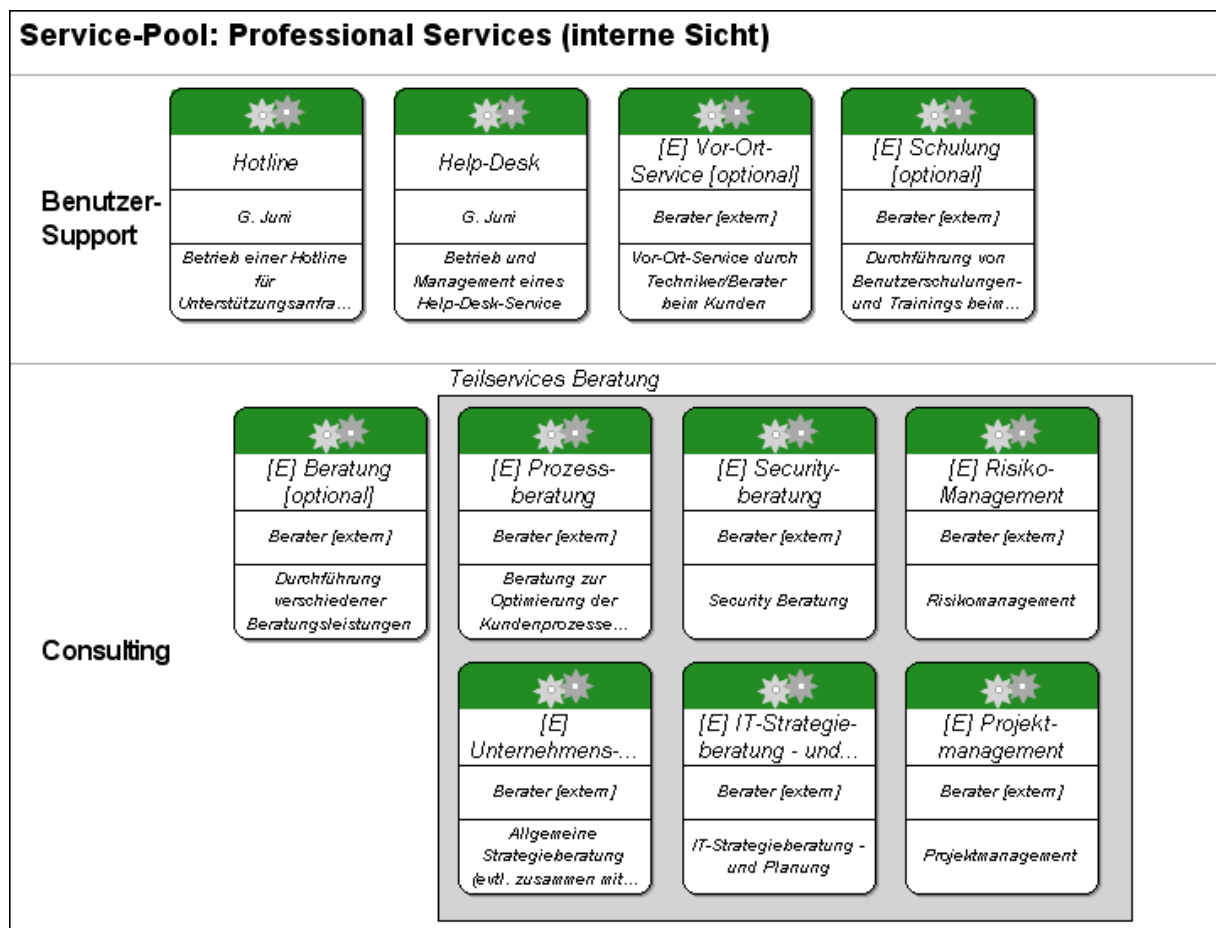 Service-Pool: Professional Services (interne Sicht)
Benutzer-
Support
Hotline
G. Juni
Betrieb einer Hotline
für
Unterstützungsanfra...
Help-Desk
G. Juni
Betrieb und
Management eines
Help-Desk-Service
[E] Vor-Ort-
Service [optional]
Berater [extern]
Vor-Ort-Service durch
Techniker/Berater
beim Kunden
[E] Schulung
[optional]
Berater [extern]
Durchführung von
Benutzerschulungen-
und Trainings beim...
Consulting
[E] Beratung
[optional]
Berater [extern]
Durchführung
verschiedener
Beratungsleistungen
Teilservices Beratung
[E] Prozess-
beratung
Berater [extern]
Beratung zur
Optimierung der
Kundenprozesse...
[E] Security-
beratung
Berater [extern]
Security Beratung
[E] Risiko-
Management
Berater [extern]
Risikomanagement
[E]
Unternehmens-...
Berater [extern]
Allgemeine
Strategieberatung
(evtl. zusammen mit...
[E] IT-Strategie-
beratung - und...
Berater [extern]
IT-Strategieberatung -
und Planung
[E] Projekt-
management
Berater [extern]
Projektmanagement